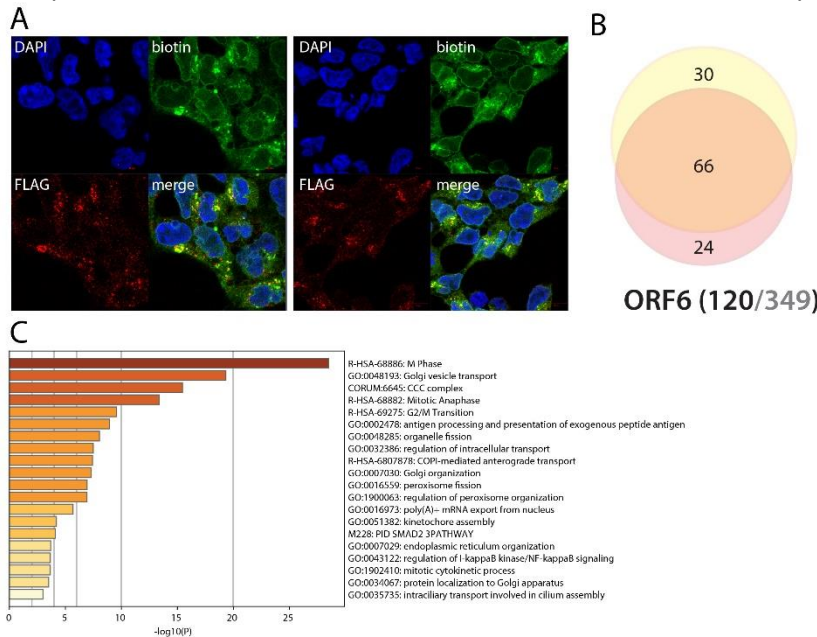 A
DAPI
biotin
FLAG
merge
DAPI
biotin
FLAG
merge
B
30
66
24
ORF6 (120/349)
C
R-HSA-68886: M Phase
GO:0048193: Golgi vesicle transport
CORUM:6645: CCC complex
R-HSA-68882: Mitotic Anaphase
R-HSA-69275: G2/M Transition
GO:0002478: antigen processing and presentation of exogenous peptide antigen
GO:0048285: organelle fission
GO:0032386: regulation of intracellular transport
R-HSA-6807878: COPI-mediated anterograde transport
GO:0007030: Golgi organization
GO:0016559: peroxisome fission
GO:1900063: regulation of peroxisome organization
GO:0016973: poly(A)+ mRNA export from nucleus
GO:0051382: kinetochore assembly
M228: PID SMAD2 3PATHWAY
GO:0007029: endoplasmic reticulum organization
GO:0043122: regulation of I-kappaB kinase/NF-kappaB signaling
GO:1902410: mitotic cytokinetic process
GO:0034067: protein localization to Golgi apparatus
GO:0035735: intraciliary transport involved in cilium assembly
0 5 10 15 20 25
-log10(P)